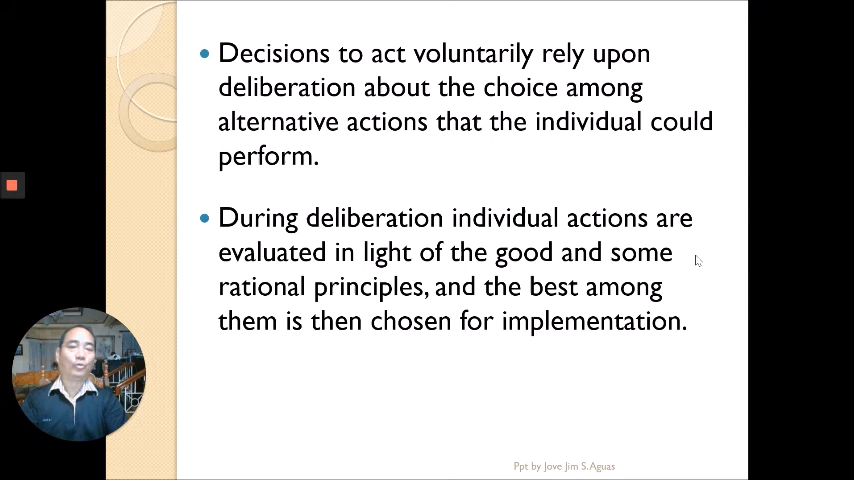 Decisions to act voluntarily rely upon
deliberation about the choice among
alternative actions that the individual could
perform.
During deliberation individual actions are
evaluated in light of the good and some
rational principles, and the best among
them is then chosen for implementation.
Ppt by Jove Jim S. Aguas